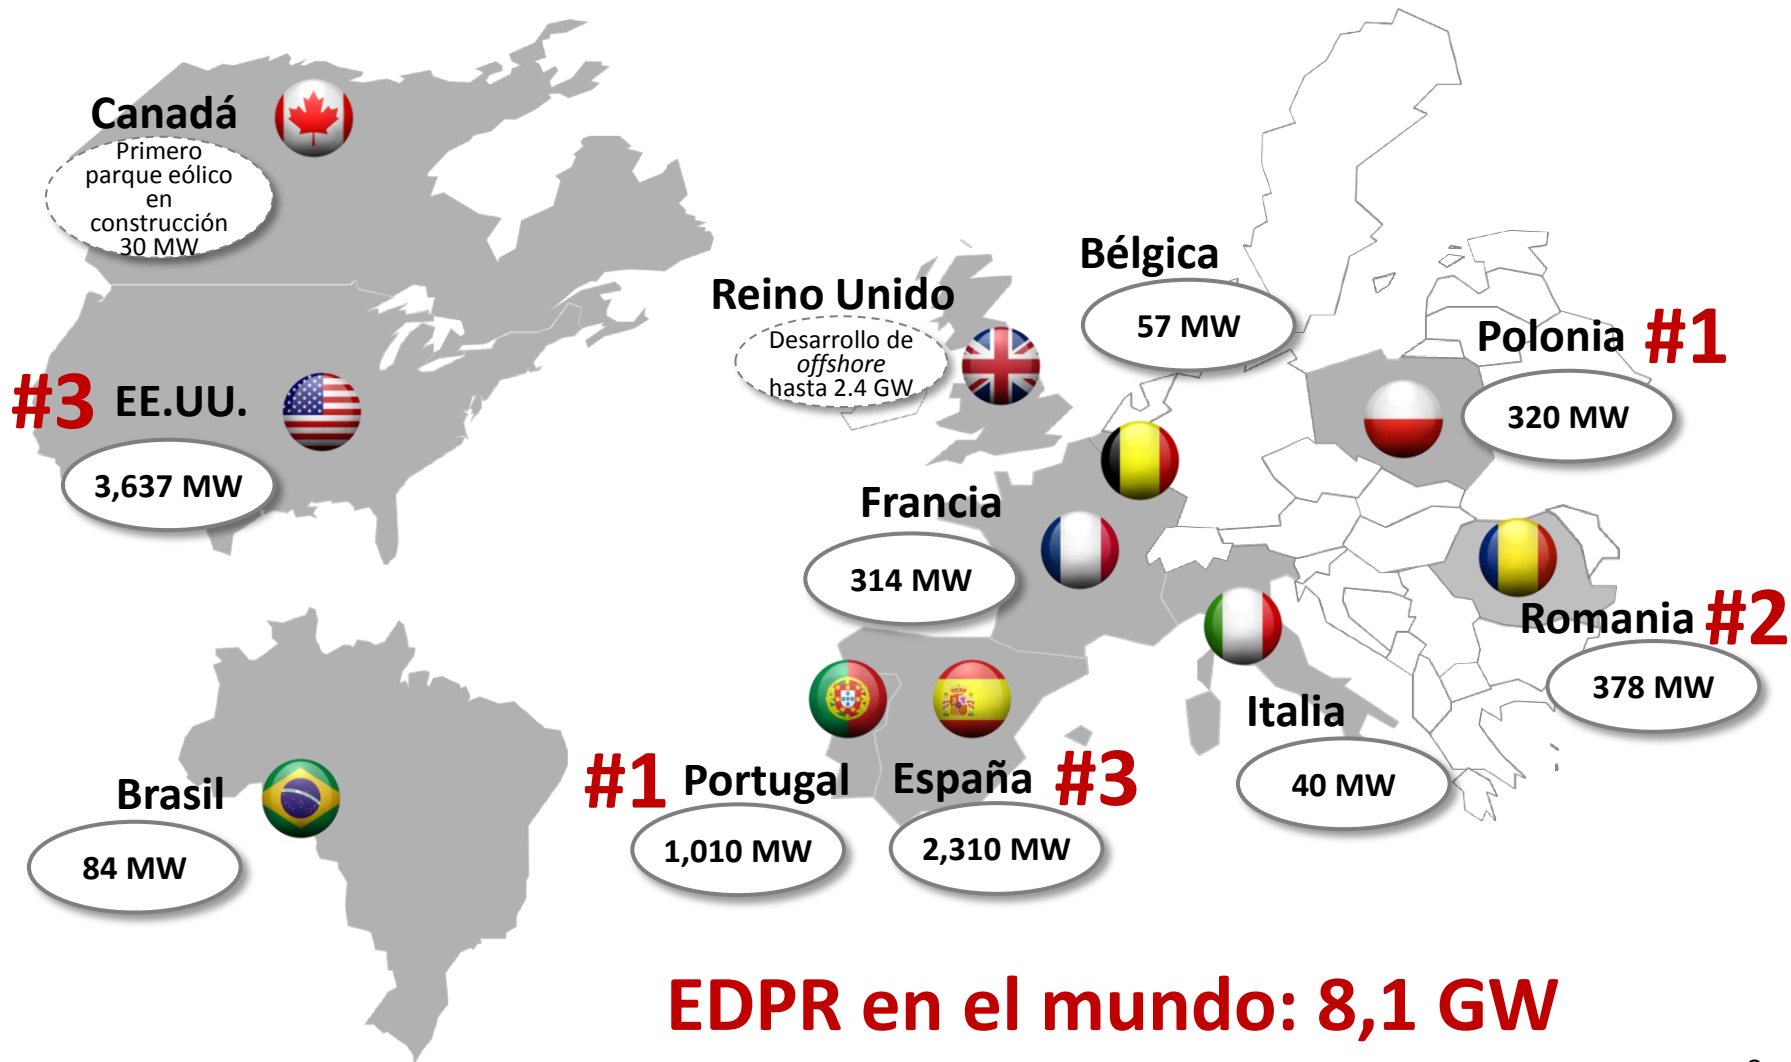 Canadá
Primero
parque eólico
en
construcción
30 MW
#3 EE.UU.
3,637 MW
Brasil
84 MW
Reino Unido
Desarrollo de
offshore
hasta 2.4 GW
Bélgica
57 MW
Polonia #1
320 MW
Francia
314 MW
Romania #2
378 MW
Italia
40 MW
#1 Portugal
1,010 MW
España #3
2,310 MW
EDPR en el mundo: 8,1 GW